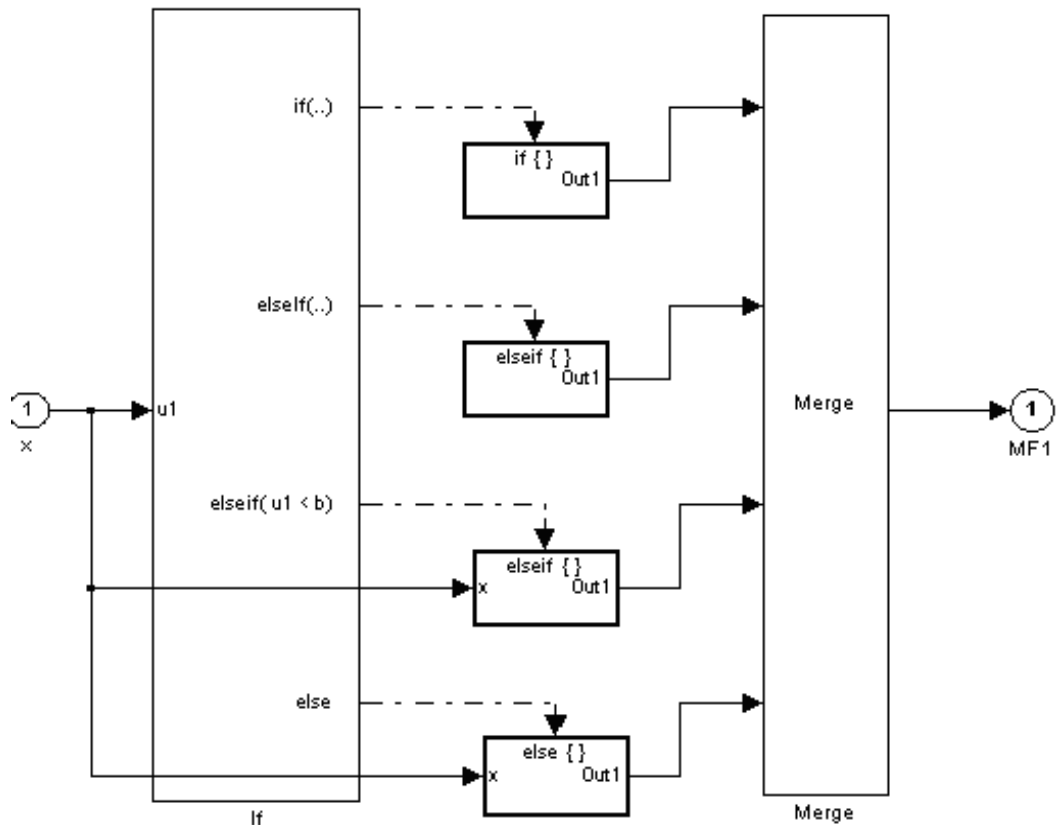 if(..)
if { }
Out1
elseIf(..)
elseif { }
Out1
1
x
u1
Merge
1
MF1
elseif( u1 < b)
elseif { }
x
Out1
else
else { }
x
Out1
If
Merge